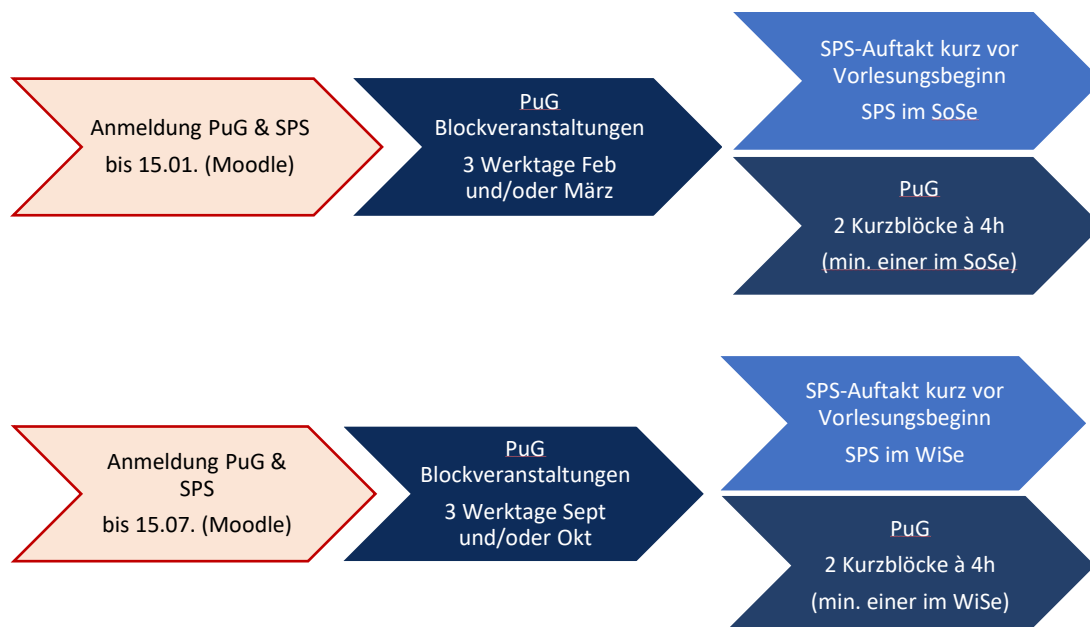 Anmeldung PuG & SPS
bis 15.01. (Moodle)
PuG
Blockveranstaltungen
3 Werktage Feb
und/oder März
SPS-Auftakt kurz vor
Vorlesungsbeginn
SPS im SoSe
PuG
2 Kurzblöcke à 4h
(min. einer im SoSe)
Anmeldung PuG &
SPS
bis 15.07. (Moodle)
PuG
Blockveranstaltungen
3 Werktage Sept
und/oder Okt
SPS-Auftakt kurz vor
Vorlesungsbeginn
SPS im WiSe
PuG
2 Kurzblöcke à 4h
(min. einer im WiSe)